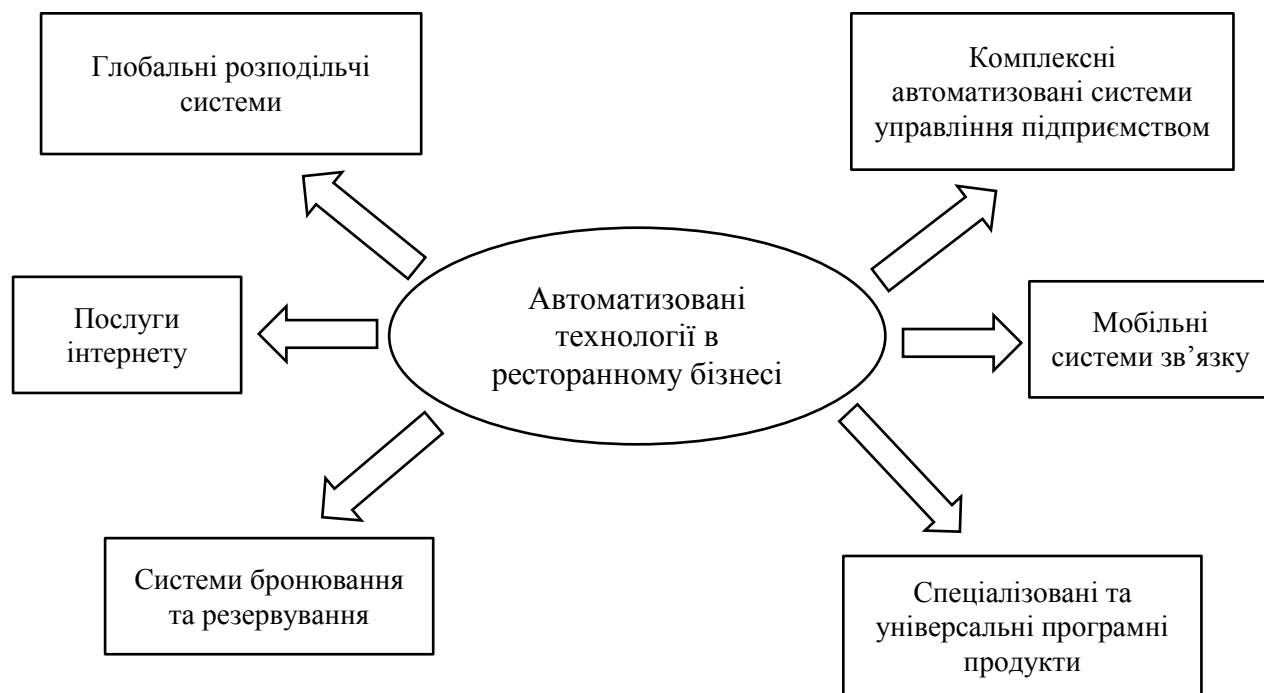 Глобальні розподільчі
системи
Комплексні
автоматизовані системи
управління підприємством
Послуги
інтернету
Автоматизовані
технології в
ресторанному бізнесі
Мобільні
системи зв’язку
Системи бронювання
та резервування
Спеціалізовані та
універсальні програмні
продукти